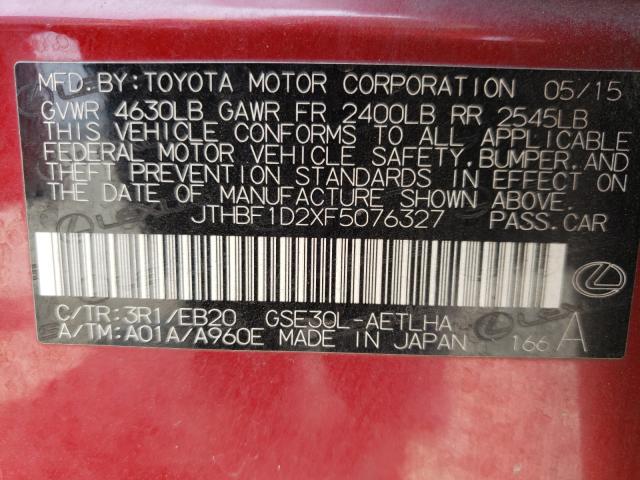 MFD.BY:TOYOTA MOTOR CORPORATION 05/15
GVWR 4630LB GAWR FR 2400LB RR 2545LB
THIS VEHICLE CONFORMS TO ALL APPLICABLE
FEDERAL MOTOR VEHICLE SAFETY,BUMPER,AND
THEFT PREVENTION STANDARDS IN EFFECT ON
THE DATE OF MANUFACTURE SHOWN ABOVE.
JTHBF1D2XF5076327 PASS.CAR
C/TR:3R1/EB20 GSE30L-AETLHA
A/TM:A01A/A960E MADE IN JAPAN 166 A